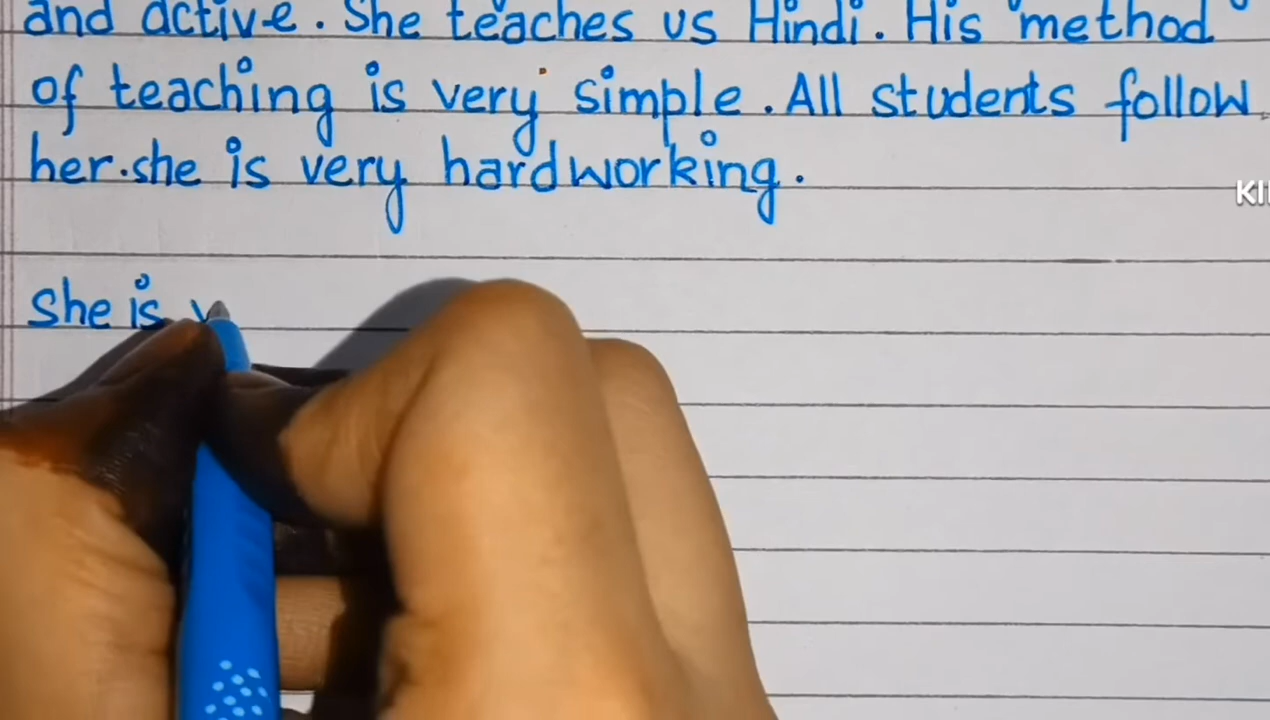 and active. She teaches us Hindi. His method
of teaching is very simple. All students follow
her. she is very hardworking.
She is v